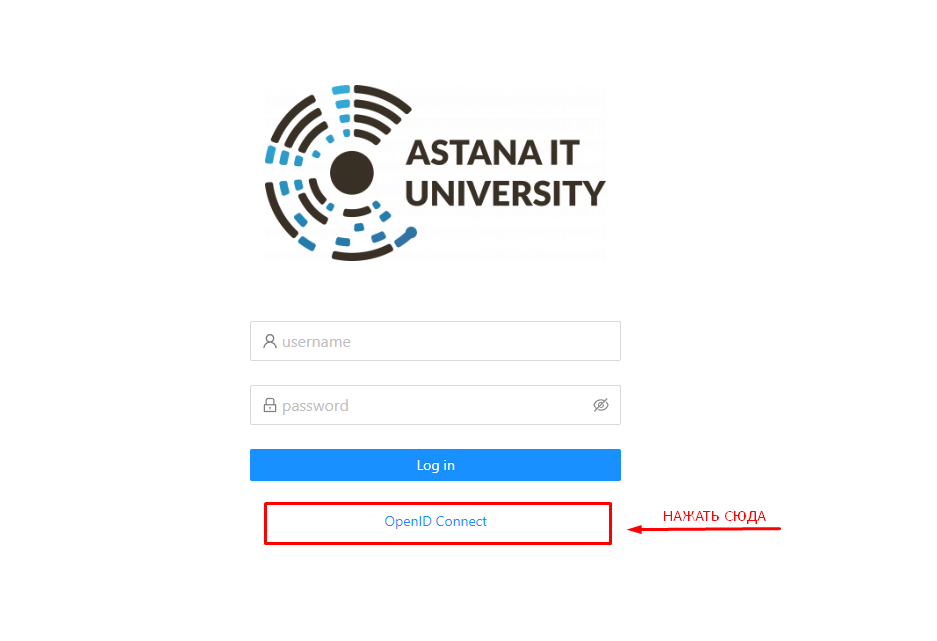 ASTANA IT
UNIVERSITY
username
password
Log in
OpenID Connect
НАЖАТЬ СЮДА